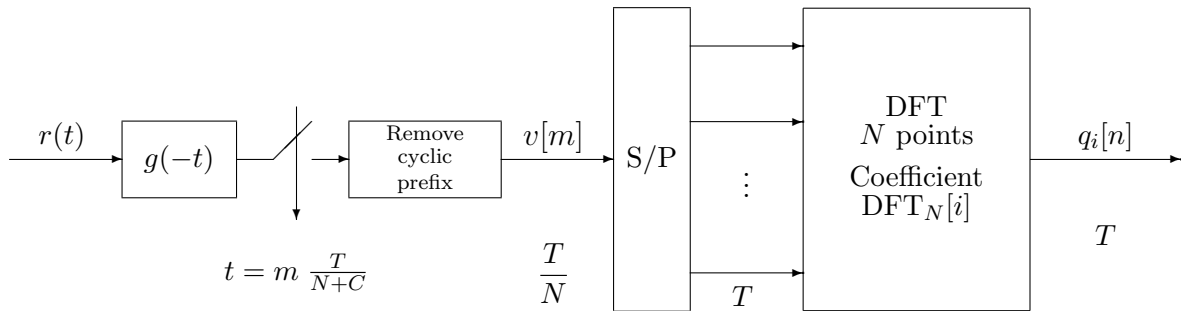 r(t)
g(−t)
t = m T/(N+C)
Remove
cyclic
prefix
v[m]
T/N
S/P
⋮
T
DFT
N points
Coefficient
DFT_N[i]
q_i[n]
T